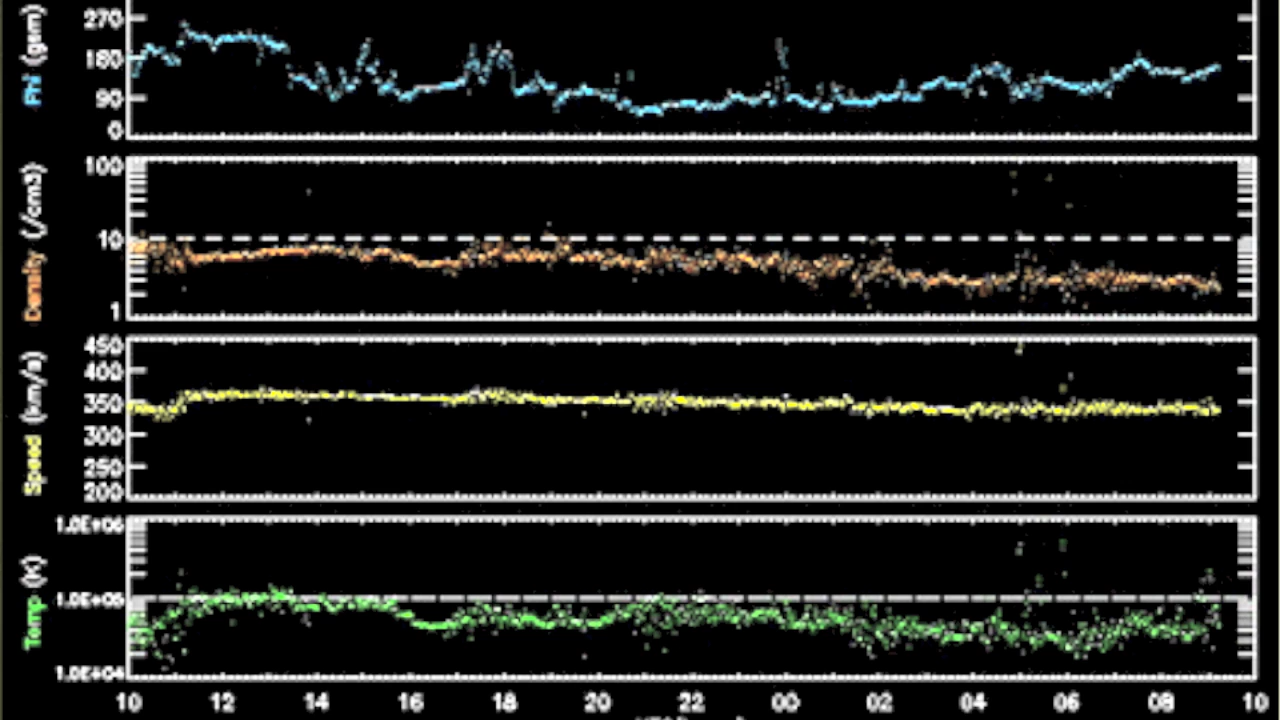 270
180
90
0
Phi (gsm)
100
10
1
Density (/cm3)
450
400
350
300
250
200
Speed (km/s)
1.0E+06
1.0E+05
1.0E+04
Temp (K)
10 12 14 16 18 20 22 00 02 04 06 08 10